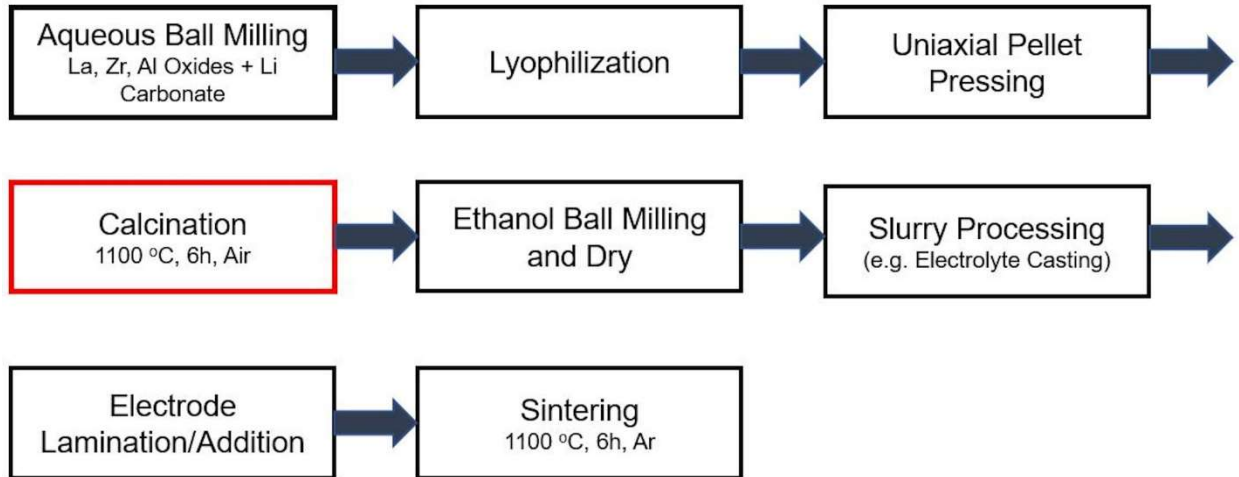 Aqueous Ball Milling
La, Zr, Al Oxides + Li
Carbonate
Lyophilization
Uniaxial Pellet
Pressing
Calcination
1100 °C, 6h, Air
Ethanol Ball Milling
and Dry
Slurry Processing
(e.g. Electrolyte Casting)
Electrode
Lamination/Addition
Sintering
1100 °C, 6h, Ar